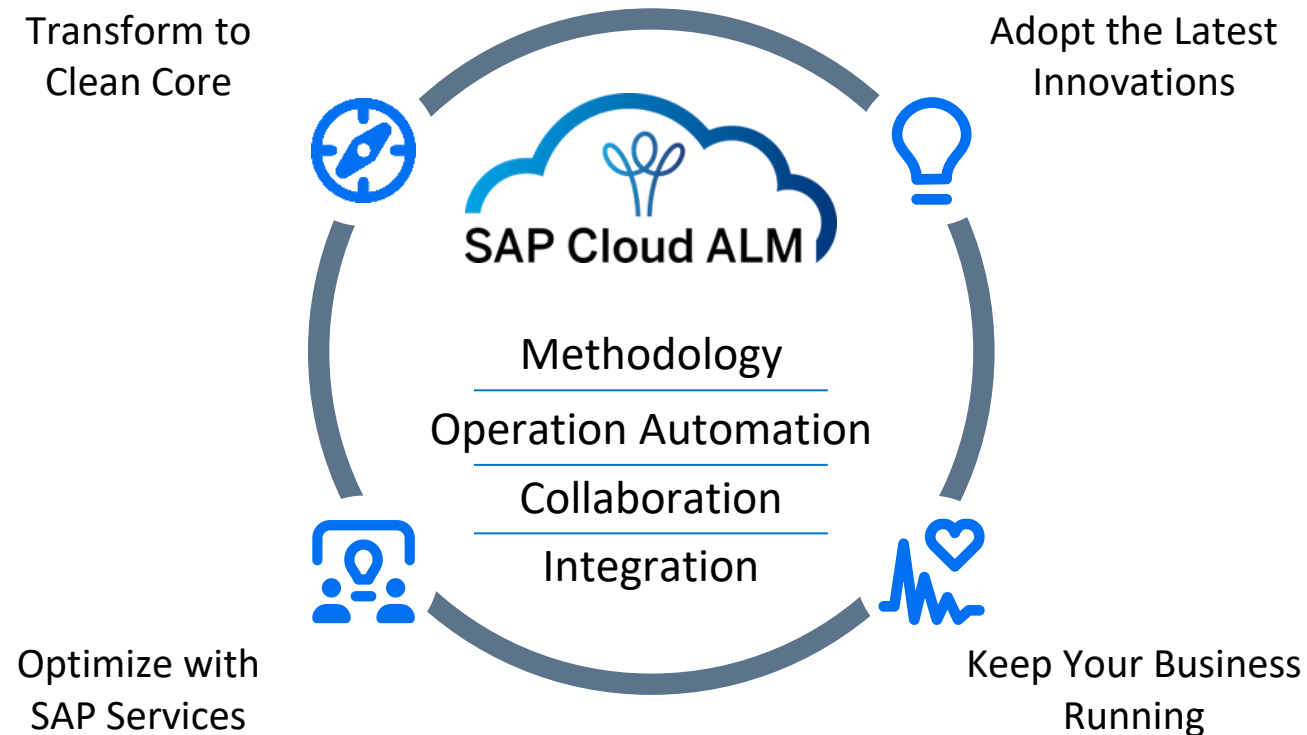 Transform to
Clean Core
Adopt the Latest
Innovations
SAP Cloud ALM
Methodology
Operation Automation
Collaboration
Integration
Optimize with
SAP Services
Keep Your Business
Running